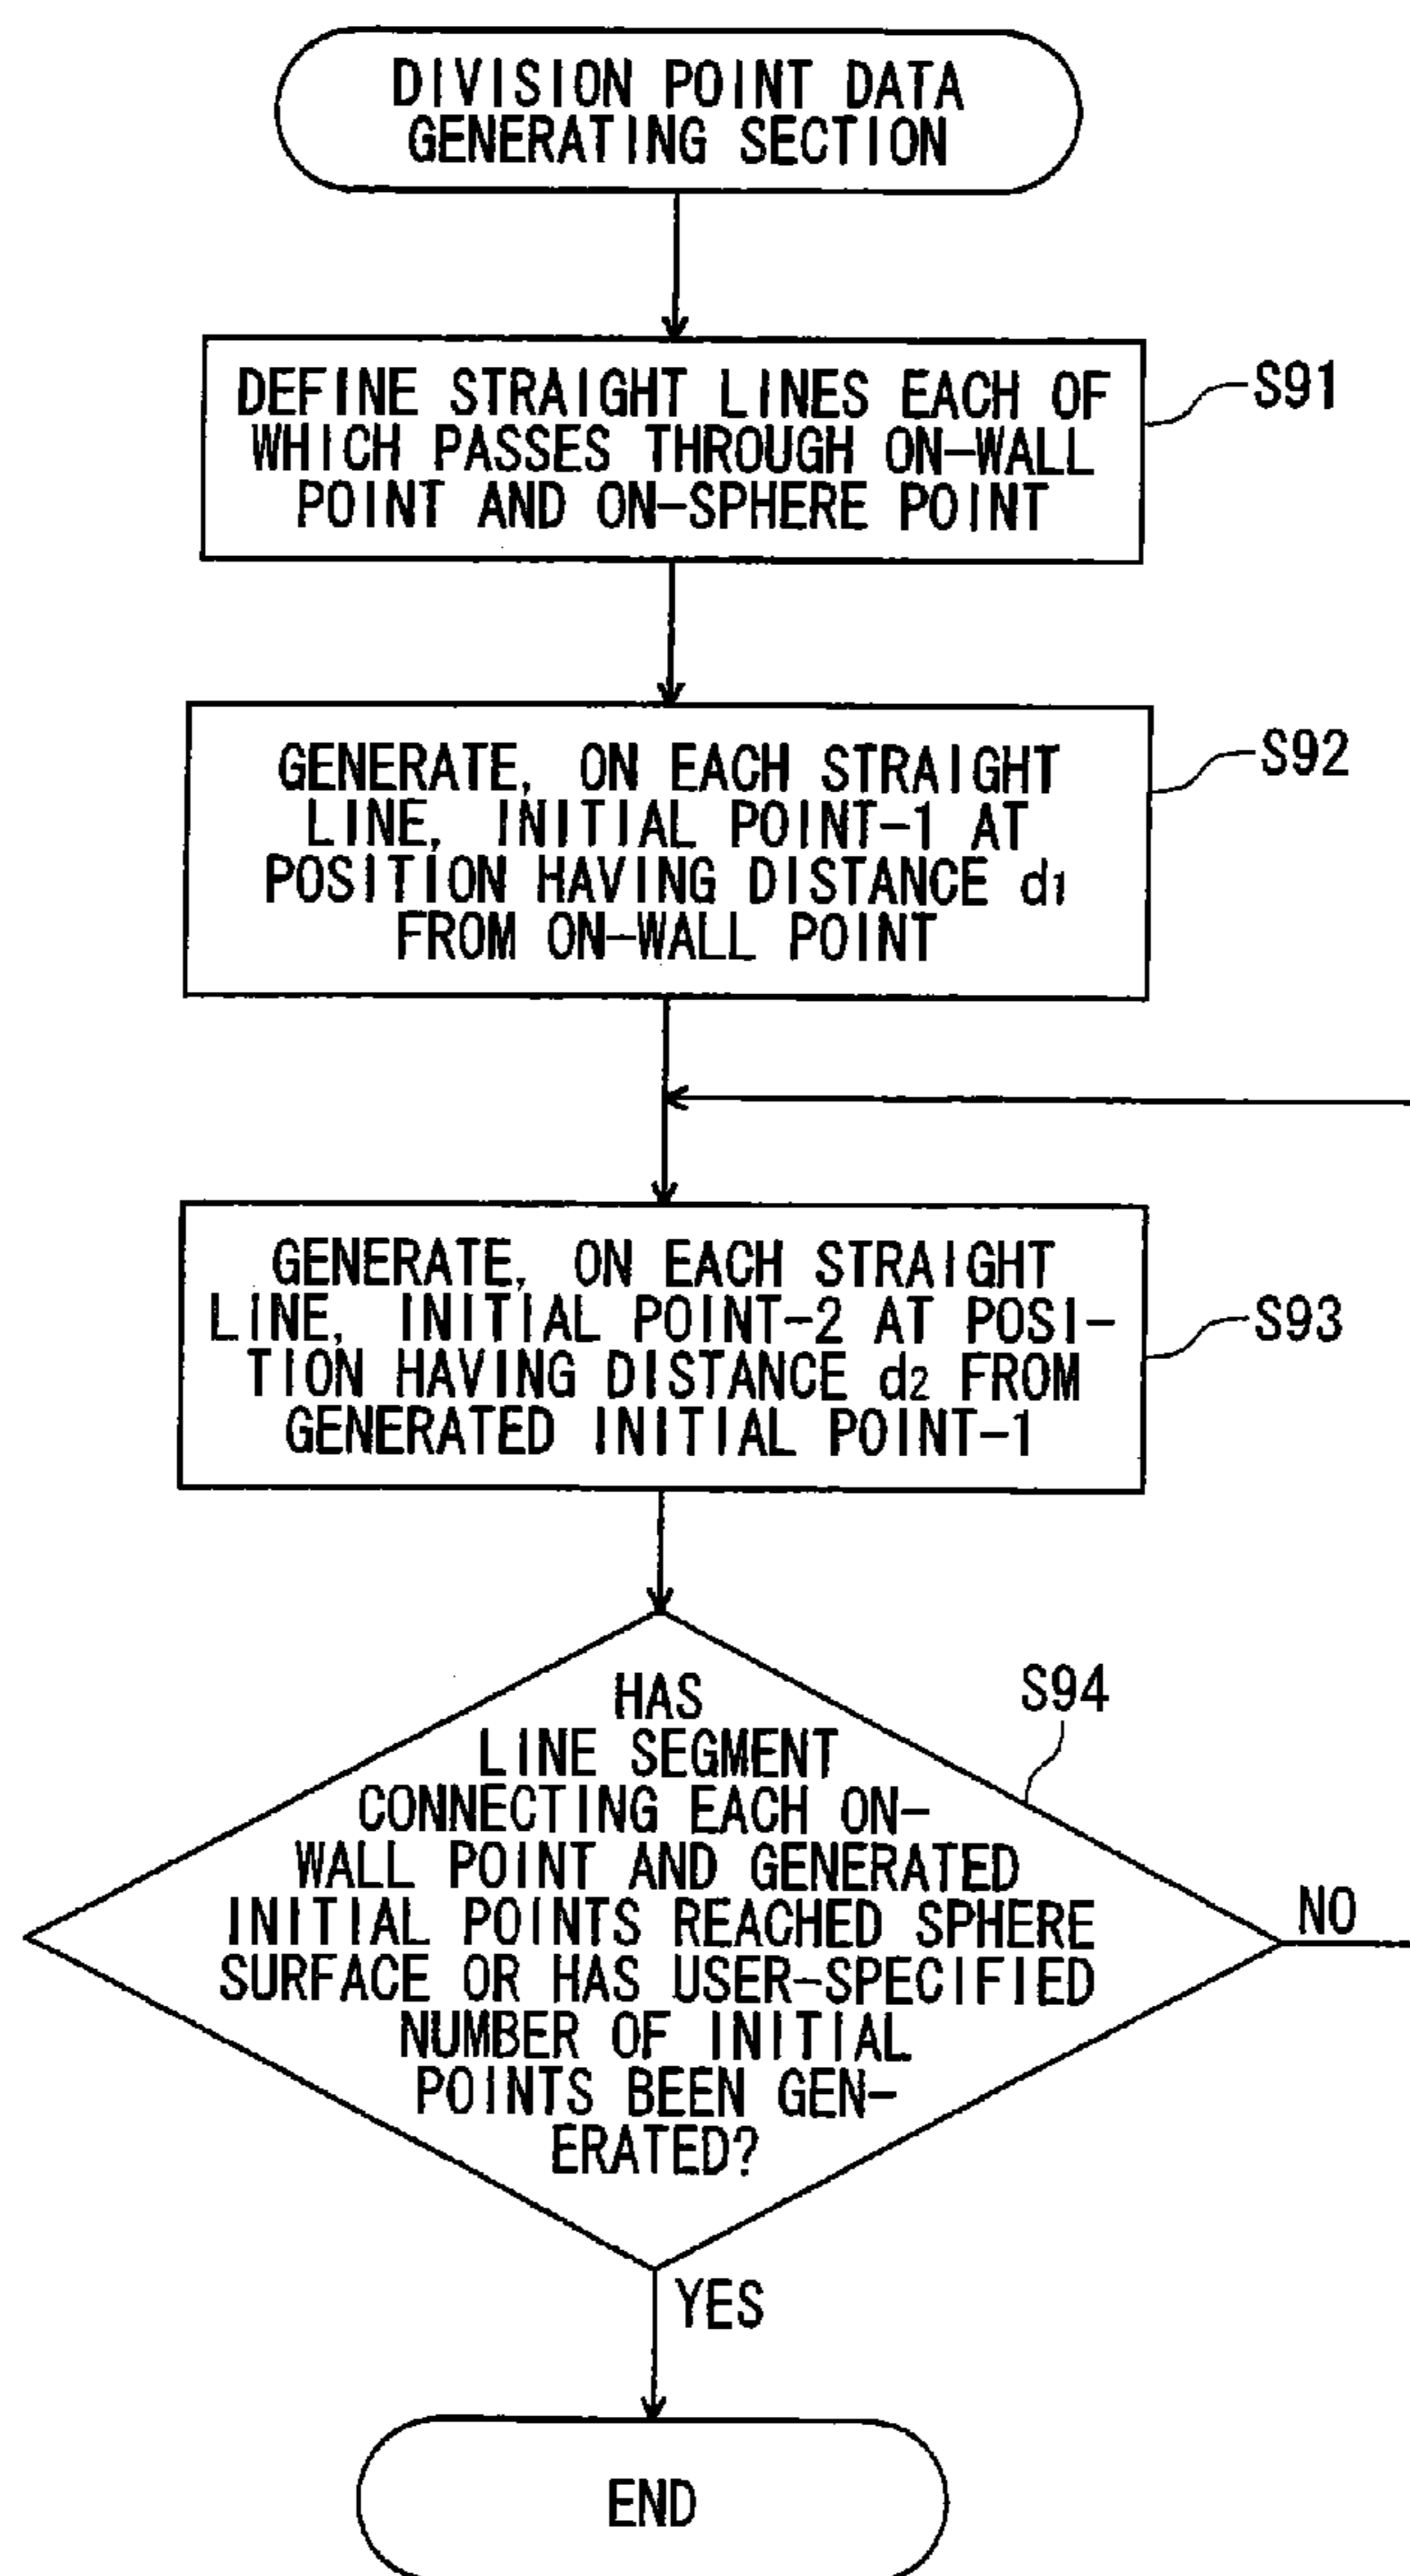 DIVISION POINT DATA
GENERATING SECTION
DEFINE STRAIGHT LINES EACH OF
WHICH PASSES THROUGH ON-WALL
POINT AND ON-SPHERE POINT
S91
GENERATE, ON EACH STRAIGHT
LINE, INITIAL POINT-1 AT
POSITION HAVING DISTANCE d1
FROM ON-WALL POINT
S92
GENERATE, ON EACH STRAIGHT
LINE, INITIAL POINT-2 AT POSI-
TION HAVING DISTANCE d2 FROM
GENERATED INITIAL POINT-1
S93
HAS
LINE SEGMENT
CONNECTING EACH ON-
WALL POINT AND GENERATED
INITIAL POINTS REACHED SPHERE
SURFACE OR HAS USER-SPECIFIED
NUMBER OF INITIAL
POINTS BEEN GEN-
ERATED?
S94
NO
YES
END